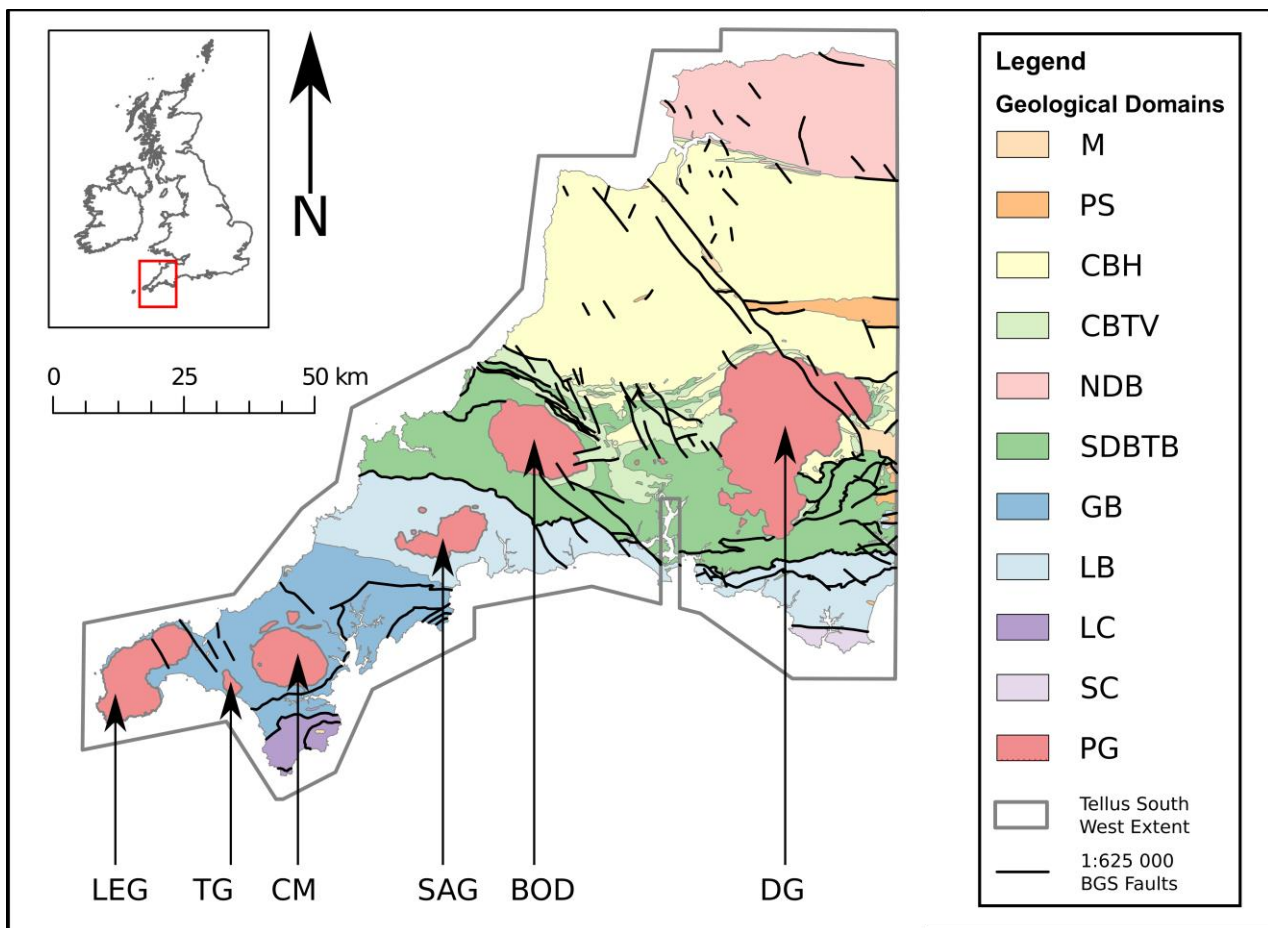 N
0 25 50 km
LEG TG CM SAG BOD DG
Legend
Geological Domains
M
PS
CBH
CBTV
NDB
SDBTB
GB
LB
LC
SC
PG
Tellus South
West Extent
1:625 000
BGS Faults